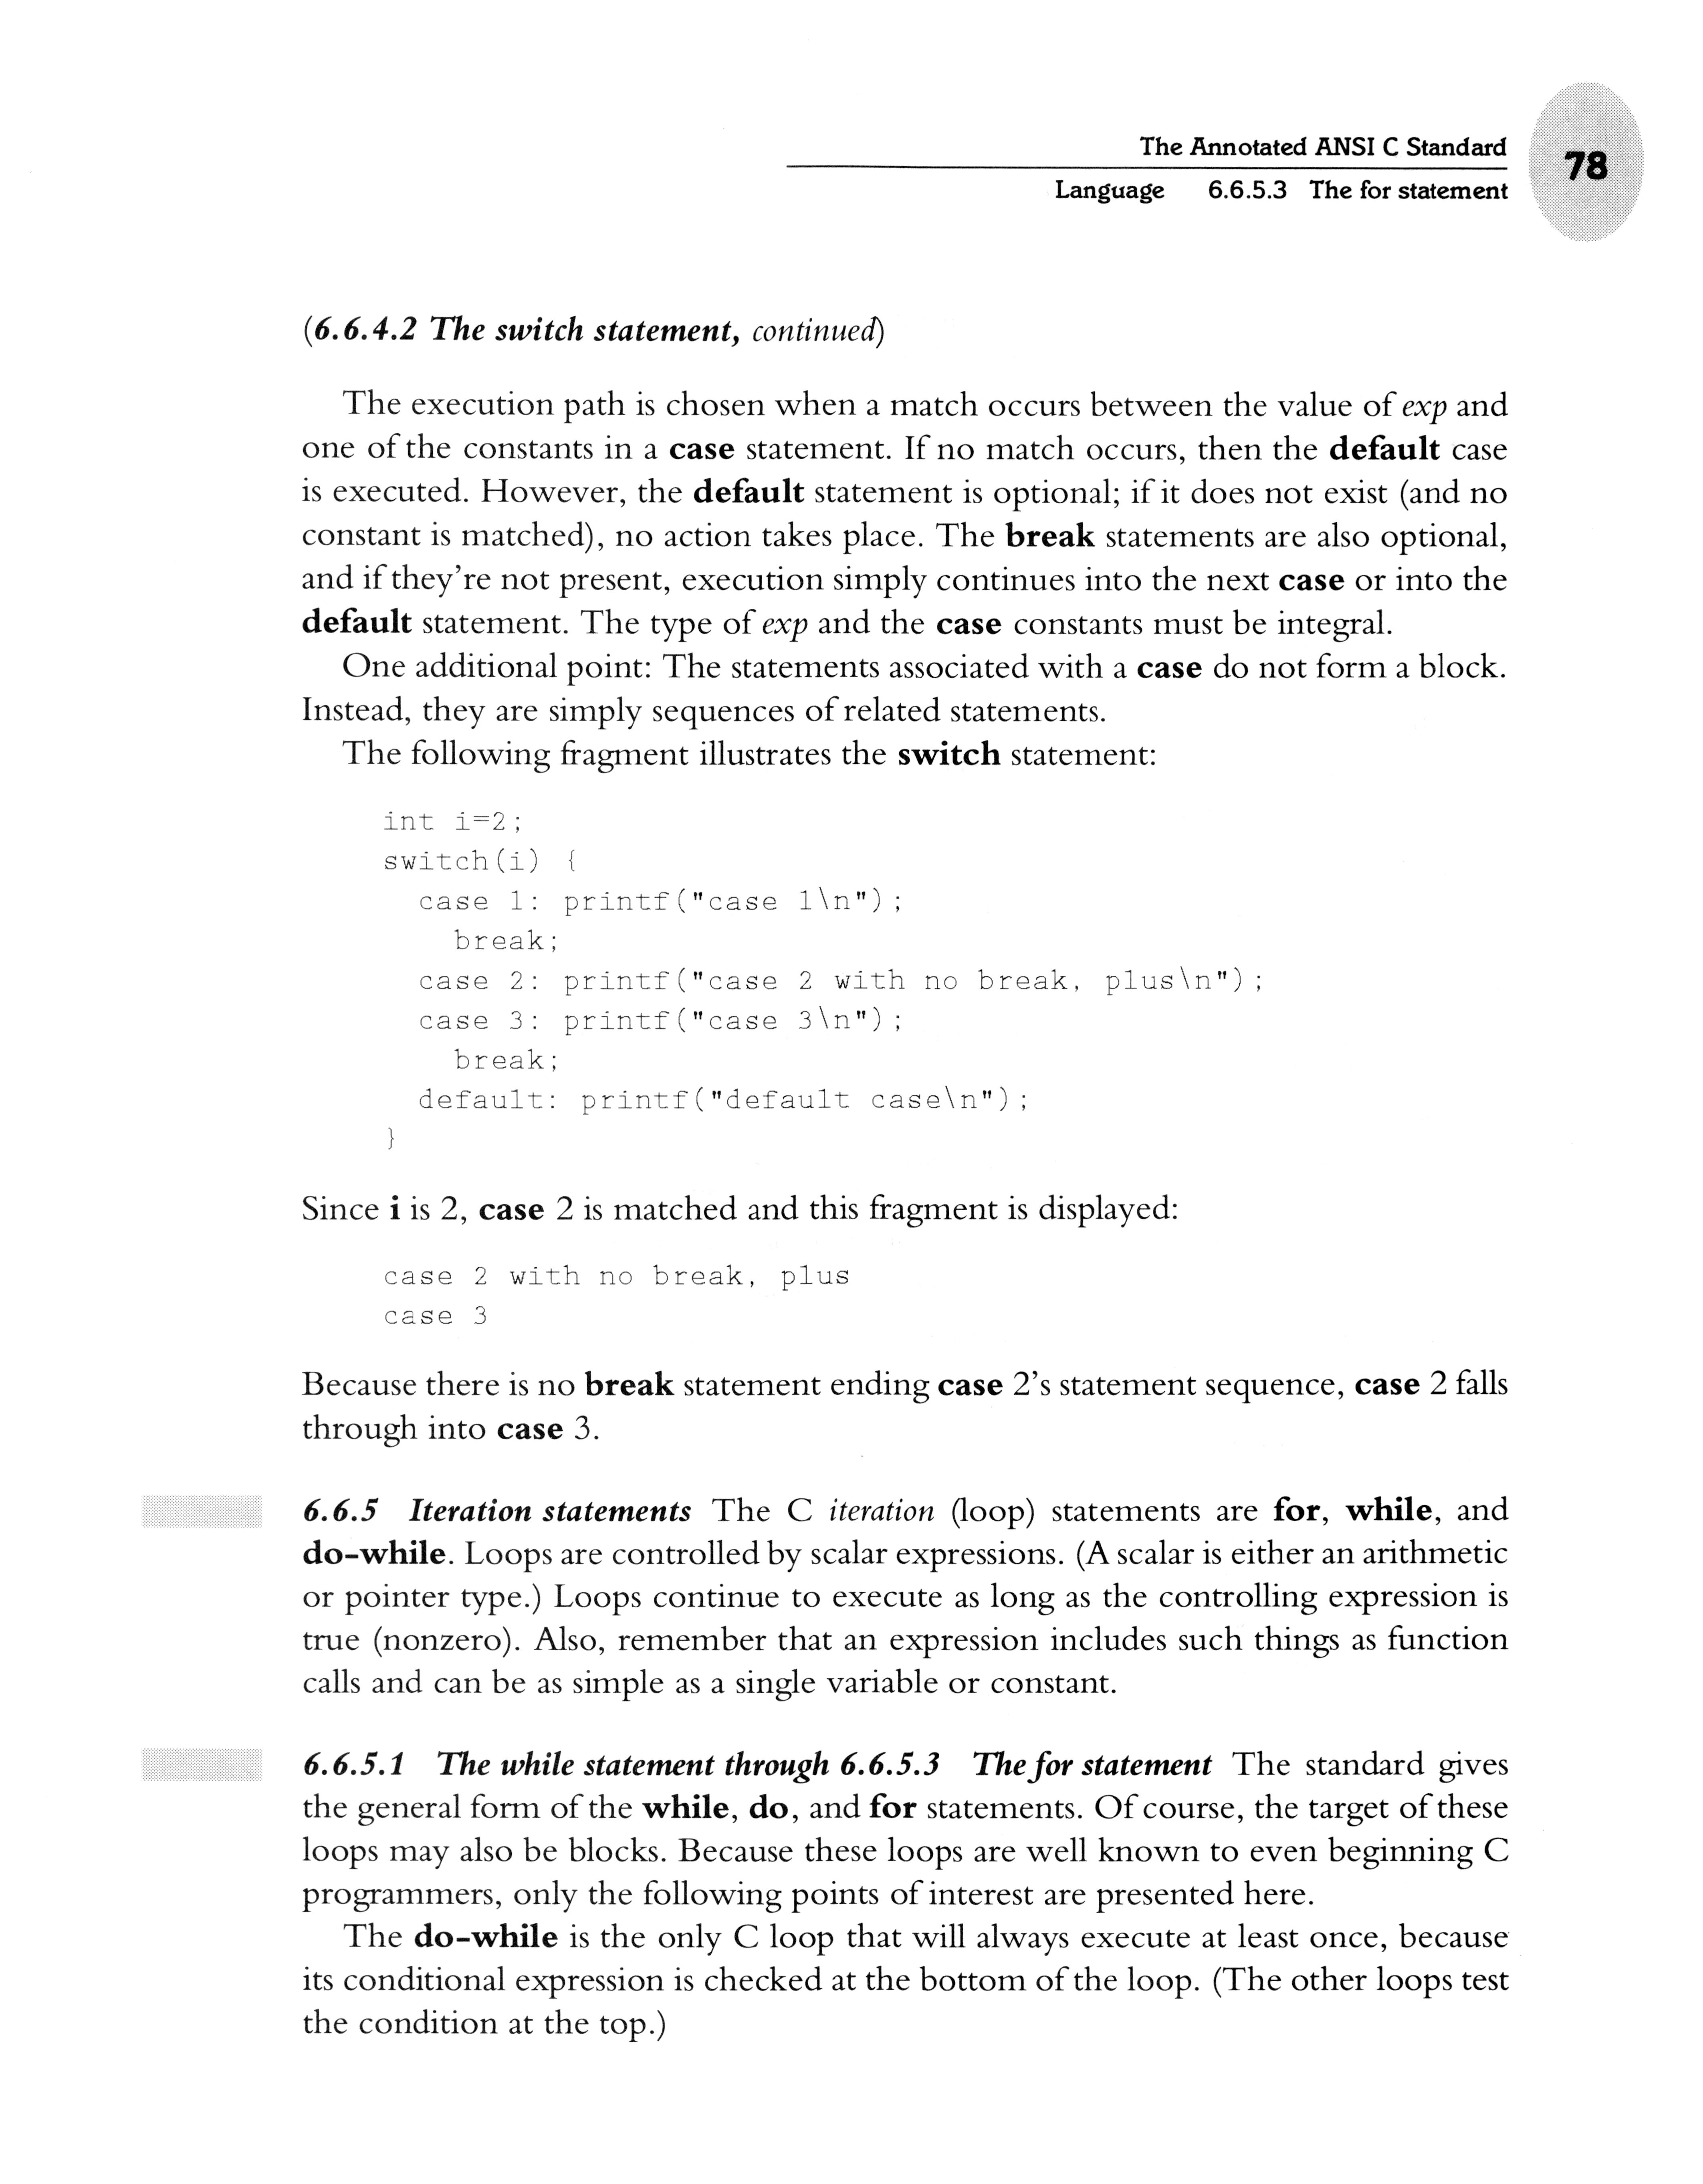 The Annotated ANSI C Standard
78
Language 6.6.5.3 The for statement
(6.6.4.2 The switch statement, continued)
The execution path is chosen when a match occurs between the value of exp and
one of the constants in a case statement. If no match occurs, then the default case
is executed. However, the default statement is optional; if it does not exist (and no
constant is matched), no action takes place. The break statements are also optional,
and if they're not present, execution simply continues into the next case or into the
default statement. The type of exp and the case constants must be integral.
One additional point: The statements associated with a case do not form a block.
Instead, they are simply sequences of related statements.
The following fragment illustrates the switch statement:
int i=2;
switch(i) {
case 1: printf("case 1\n");
break;
case 2: printf("case 2 with no break, plus\n");
case 3: printf("case 3\n");
break;
default: printf("default case\n");
}
Since i is 2, case 2 is matched and this fragment is displayed:
case 2 with no break, plus
case 3
Because there is no break statement ending case 2's statement sequence, case 2 falls
through into case 3.
6.6.5 Iteration statements The C iteration (loop) statements are for, while, and
do-while. Loops are controlled by scalar expressions. (A scalar is either an arithmetic
or pointer type.) Loops continue to execute as long as the controlling expression is
true (nonzero). Also, remember that an expression includes such things as function
calls and can be as simple as a single variable or constant.
6.6.5.1 The while statement through 6.6.5.3 The for statement The standard gives
the general form of the while, do, and for statements. Of course, the target of these
loops may also be blocks. Because these loops are well known to even beginning C
programmers, only the following points of interest are presented here.
The do-while is the only C loop that will always execute at least once, because
its conditional expression is checked at the bottom of the loop. (The other loops test
the condition at the top.)